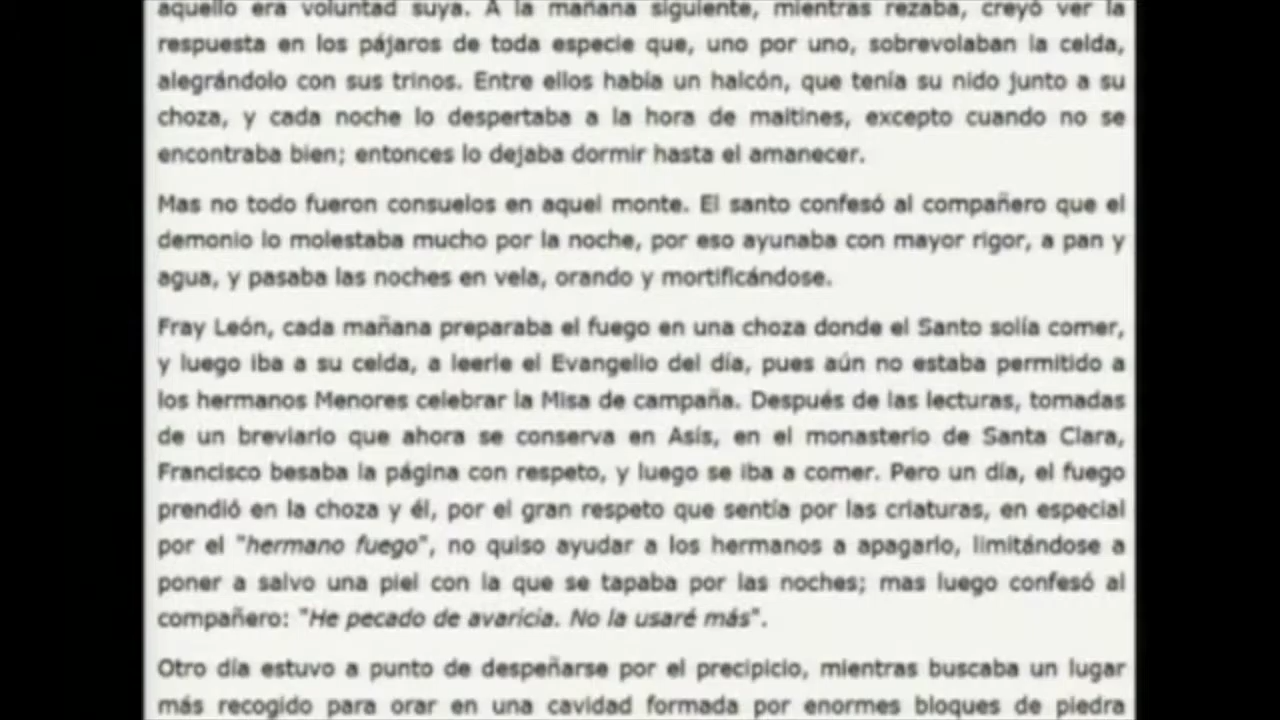 aquello era voluntad suya. A la mañana siguiente, mientras rezaba, creyó ver la
respuesta en los pájaros de toda especie que, uno por uno, sobrevolaban la celda,
alegrándolo con sus trinos. Entre ellos había un halcón, que tenía su nido junto a su
choza, y cada noche lo despertaba a la hora de maitines, excepto cuando no se
encontraba bien; entonces lo dejaba dormir hasta el amanecer.
Mas no todo fueron consuelos en aquel monte. El santo confesó al compañero que el
demonio lo molestaba mucho por la noche, por eso ayunaba con mayor rigor, a pan y
agua, y pasaba las noches en vela, orando y mortificándose.
Fray León, cada mañana preparaba el fuego en una choza donde el Santo solía comer,
y luego iba a su celda, a leerle el Evangelio del día, pues aún no estaba permitido a
los hermanos Menores celebrar la Misa de campaña. Después de las lecturas, tomadas
de un breviario que ahora se conserva en Asís, en el monasterio de Santa Clara,
Francisco besaba la página con respeto, y luego se iba a comer. Pero un día, el fuego
prendió en la choza y él, por el gran respeto que sentía por las criaturas, en especial
por el "hermano fuego", no quiso ayudar a los hermanos a apagarlo, limitándose a
poner a salvo una piel con la que se tapaba por las noches; mas luego confesó al
compañero: "He pecado de avaricia. No la usaré más".
Otro día estuvo a punto de despeñarse por el precipicio, mientras buscaba un lugar
más recogido para orar en una cavidad formada por enormes bloques de piedra